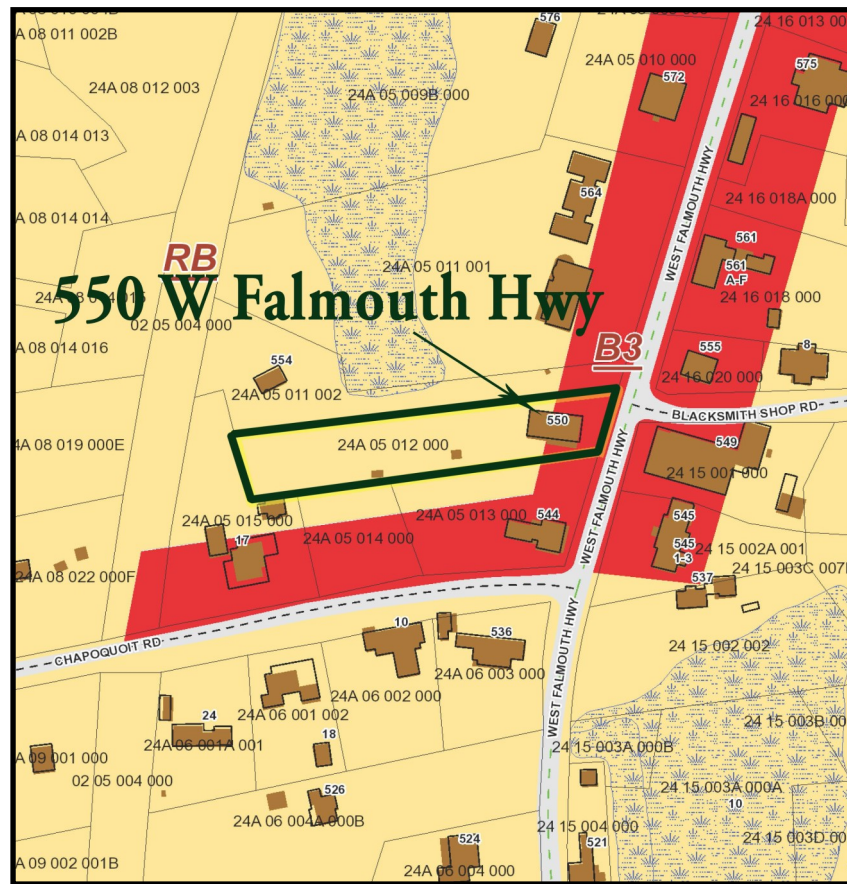 576
24 16 013 00
A 08 011 002B
24A 05 010 000
572
575
24A 08 012 003
24A 05 009B 000
24 16 016 000
A 08 014 013
564
WEST FALMOUTH HWY
24 16 018A 000
A 08 014 014
561
RB
24A 05 011 001
561
A-F
24 16 018 000
550 W Falmouth Hwy
02 05 004 000
B3
555
8
A 08 014 016
554
24 16 020 000
24A 05 011 002
BLACKSMITH SHOP RD
550
A 08 019 000E
24A 05 012 000
WEST FALMOUTH HWY
549
24 15 001 000
24A 05 015 000
24A 05 013 000
544
545
17
24A 05 014 000
545
1-3
24 15 002A 001
24 15 003C 007
24A 08 022 000F
WEST FALMOUTH HWY
537
10
536
24 15 002 002
CHAPOQUOIT RD
24A 06 003 000
24A 06 002 000
24
24A 06 001 002
24 15 003B 0
18
24A 06 001A 001
WEST FALMOUTH HWY
24 15 003A 000B
A 09 001 000
02 05 004 000
24 15 003A 000A
526
10
24A 06 004A 000B
24 15 004 000
524
521
24 15 003D 0
A 09 002 001B
24A 06 004 000